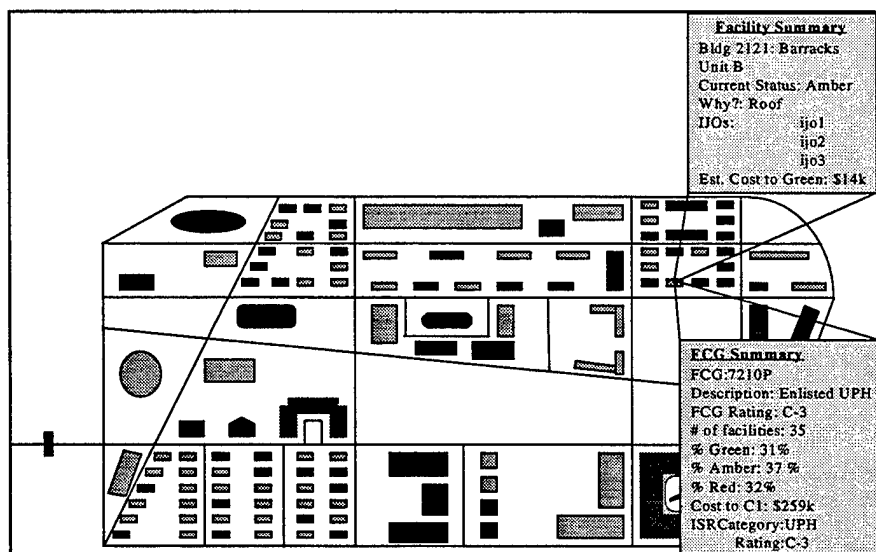 Facility Summary
Bldg 2121: Barracks
Unit B
Current Status: Amber
Why?: Roof
IJOs: ijo1
ijo2
ijo3
Est. Cost to Green: $14k
FCG Summary
FCG:7210P
Description: Enlisted UPH
FCG Rating: C-3
# of facilities: 35
% Green: 31%
% Amber: 37 %
% Red: 32%
Cost to C1: $259k
ISRCategory:UPH
Rating:C-3